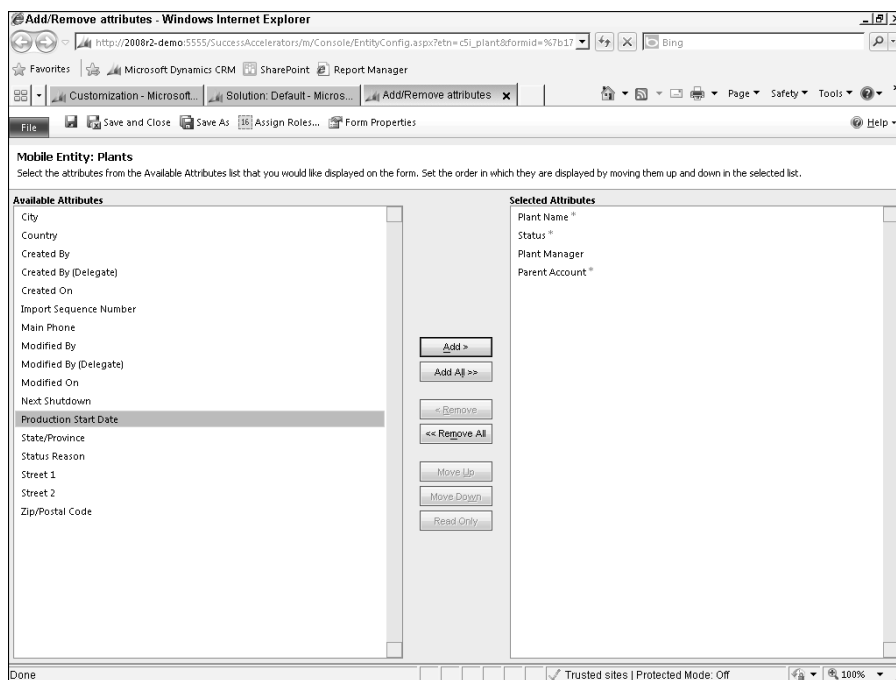 Add/Remove attributes - Windows Internet Explorer
http://2008r2-demo:5555/SuccessAccelerators/m/Console/EntityConfig.aspx?etn=c5i_plant&formid=%7b17
Bing
Favorites Microsoft Dynamics CRM SharePoint Report Manager
Customization - Microsoft... Solution: Default - Micros... Add/Remove attributes x
Page Safety Tools
File Save and Close Save As 16 Assign Roles... Form Properties Help
Mobile Entity: Plants
Select the attributes from the Available Attributes list that you would like displayed on the form. Set the order in which they are displayed by moving them up and down in the selected list.
Available Attributes
City
Country
Created By
Created By (Delegate)
Created On
Import Sequence Number
Main Phone
Modified By
Modified By (Delegate)
Modified On
Next Shutdown
Production Start Date
State/Province
Status Reason
Street 1
Street 2
Zip/Postal Code
Add >
Add All >>
< Remove
<< Remove All
Move Up
Move Down
Read Only
Selected Attributes
Plant Name *
Status *
Plant Manager
Parent Account *
Done Trusted sites | Protected Mode: Off 100%